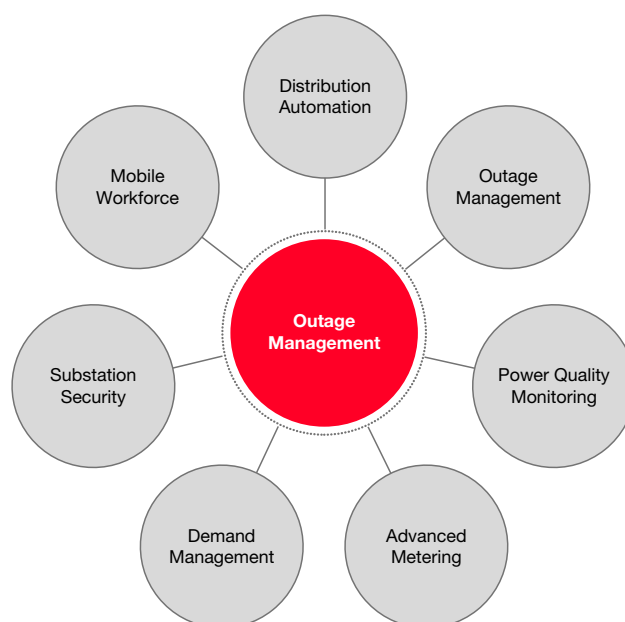 Distribution
Automation
Mobile
Workforce
Outage
Management
Outage
Management
Substation
Security
Power Quality
Monitoring
Demand
Management
Advanced
Metering